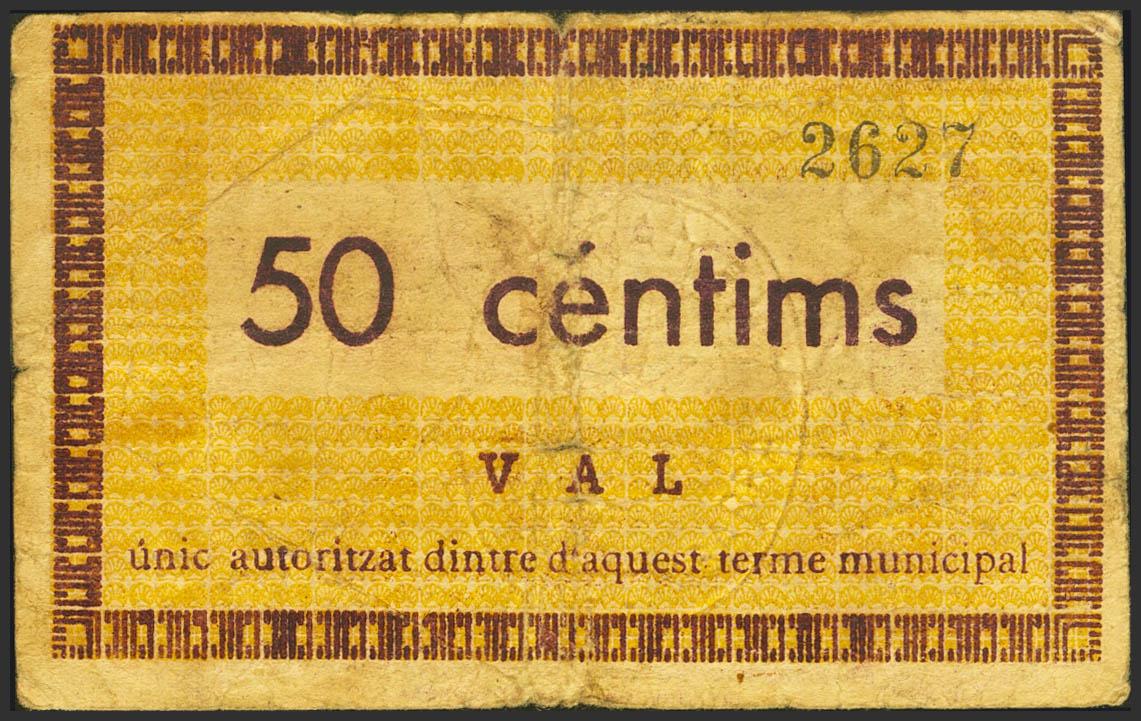 2627
50 céntims
VAL
únic autoritzat dintre d'aquest terme municipal